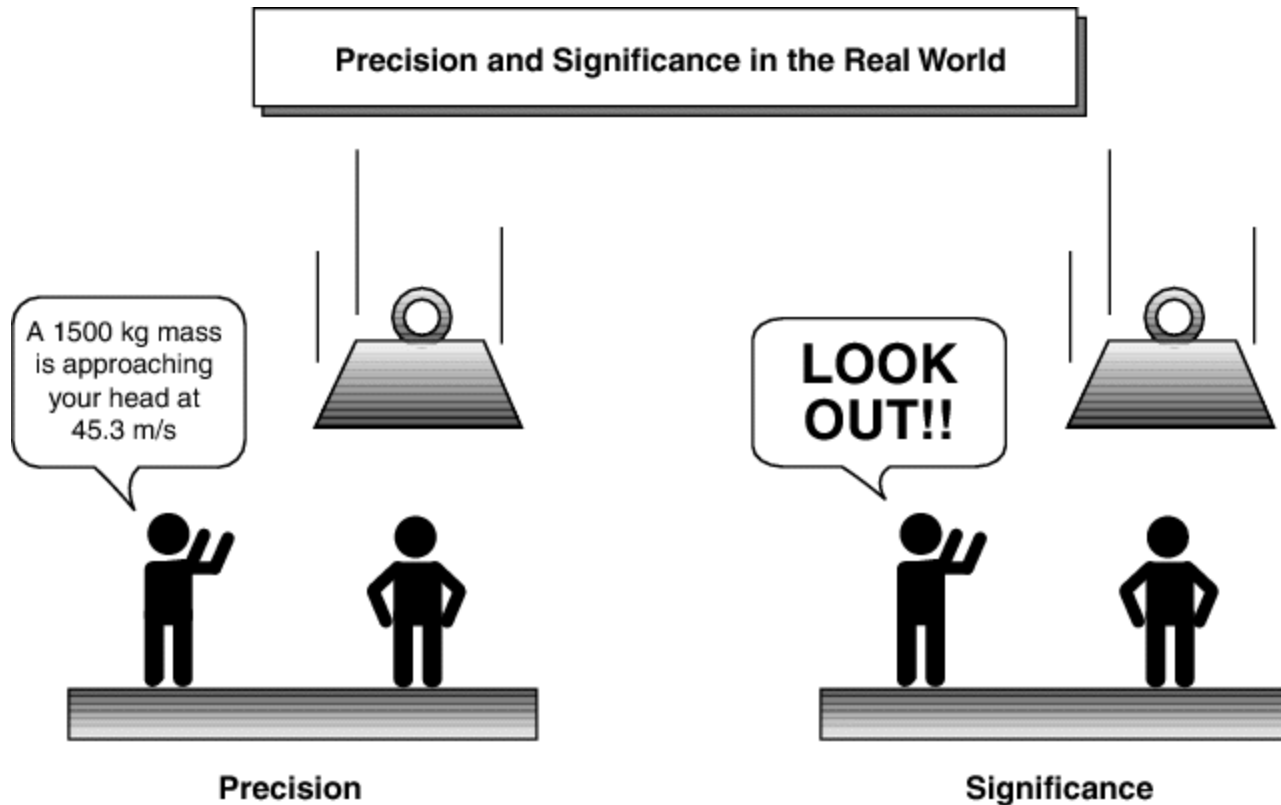 Precision and Significance in the Real World
A 1500 kg mass
is approaching
your head at
45.3 m/s
LOOK
OUT!!
Precision
Significance